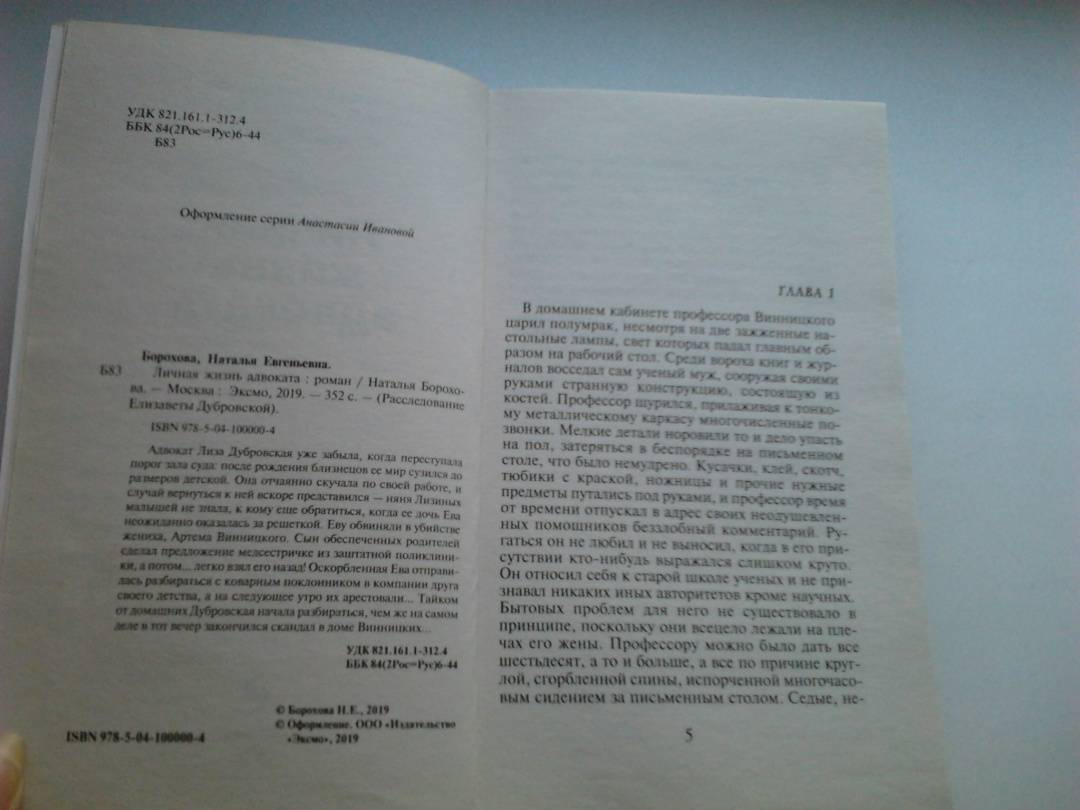 УДК 821.161.1-312.4
ББК 84(2Рос=Рус)6-44
Б83
Оформление серии Анастасии Ивановой
Борохова, Наталья Евгеньевна.
Б83 Личная жизнь адвоката : роман / Наталья Борохо-
ва. — Москва : Эксмо, 2019. — 352 с. — (Расследование
Елизаветы Дубровской).
ISBN 978-5-04-100000-4
Адвокат Лиза Дубровская уже забыла, когда переступала
порог зала суда: после рождения близнецов ее мир сузился до
размеров детской. Она отчаянно скучала по своей работе, и
случай вернуться к ней вскоре представился — няня Лизиных
малышей не знала, к кому еще обратиться, когда ее дочь Ева
неожиданно оказалась за решеткой. Еву обвиняли в убийстве
жениха, Артема Винницкого. Сын обеспеченных родителей
сделал предложение медсестричке из заштатной поликлини-
ки, а потом... легко взял его назад! Оскорбленная Ева отправи-
лась разбираться с коварным поклонником в компании друга
своего детства, а на следующее утро их арестовали... Тайком
от домашних Дубровская начала разбираться, чем же на самом
деле в тот вечер закончился скандал в доме Винницких...
УДК 821.161.1-312.4
ББК 84(2Рос=Рус)6-44
© Борохова Н.Е., 2019
© Оформление. ООО «Издательство
«Эксмо», 2019
ISBN 978-5-04-100000-4
ГЛАВА 1
В домашнем кабинете профессора Винницкого
царил полумрак, несмотря на две зажженные на-
стольные лампы, свет которых падал главным об-
разом на рабочий стол. Среди вороха книг и жур-
налов восседал сам ученый муж, сооружая своими
руками странную конструкцию, состоящую из
костей. Профессор щурился, прилаживая к тонко-
му металлическому каркасу многочисленные по-
звонки. Мелкие детали норовили то и дело упасть
на пол, затеряться в беспорядке на письменном
столе, что было немудрено. Кусачки, клей, скотч,
тюбики с краской, ножницы и прочие нужные
предметы путались под руками, и профессор время
от времени отпускал в адрес своих неодушевлен-
ных помощников беззлобный комментарий. Ру-
гаться он не любил и не выносил, когда в его при-
сутствии кто-нибудь выражался слишком круто.
Он относил себя к старой школе ученых и не при-
знавал никаких иных авторитетов кроме научных.
Бытовых проблем для него не существовало в
принципе, поскольку они всецело лежали на пле-
чах его жены. Профессору можно было дать все
шестьдесят, а то и больше, а все по причине круг-
лой, сгорбленной спины, испорченной многочасо-
вым сидением за письменным столом. Седые, не-
5